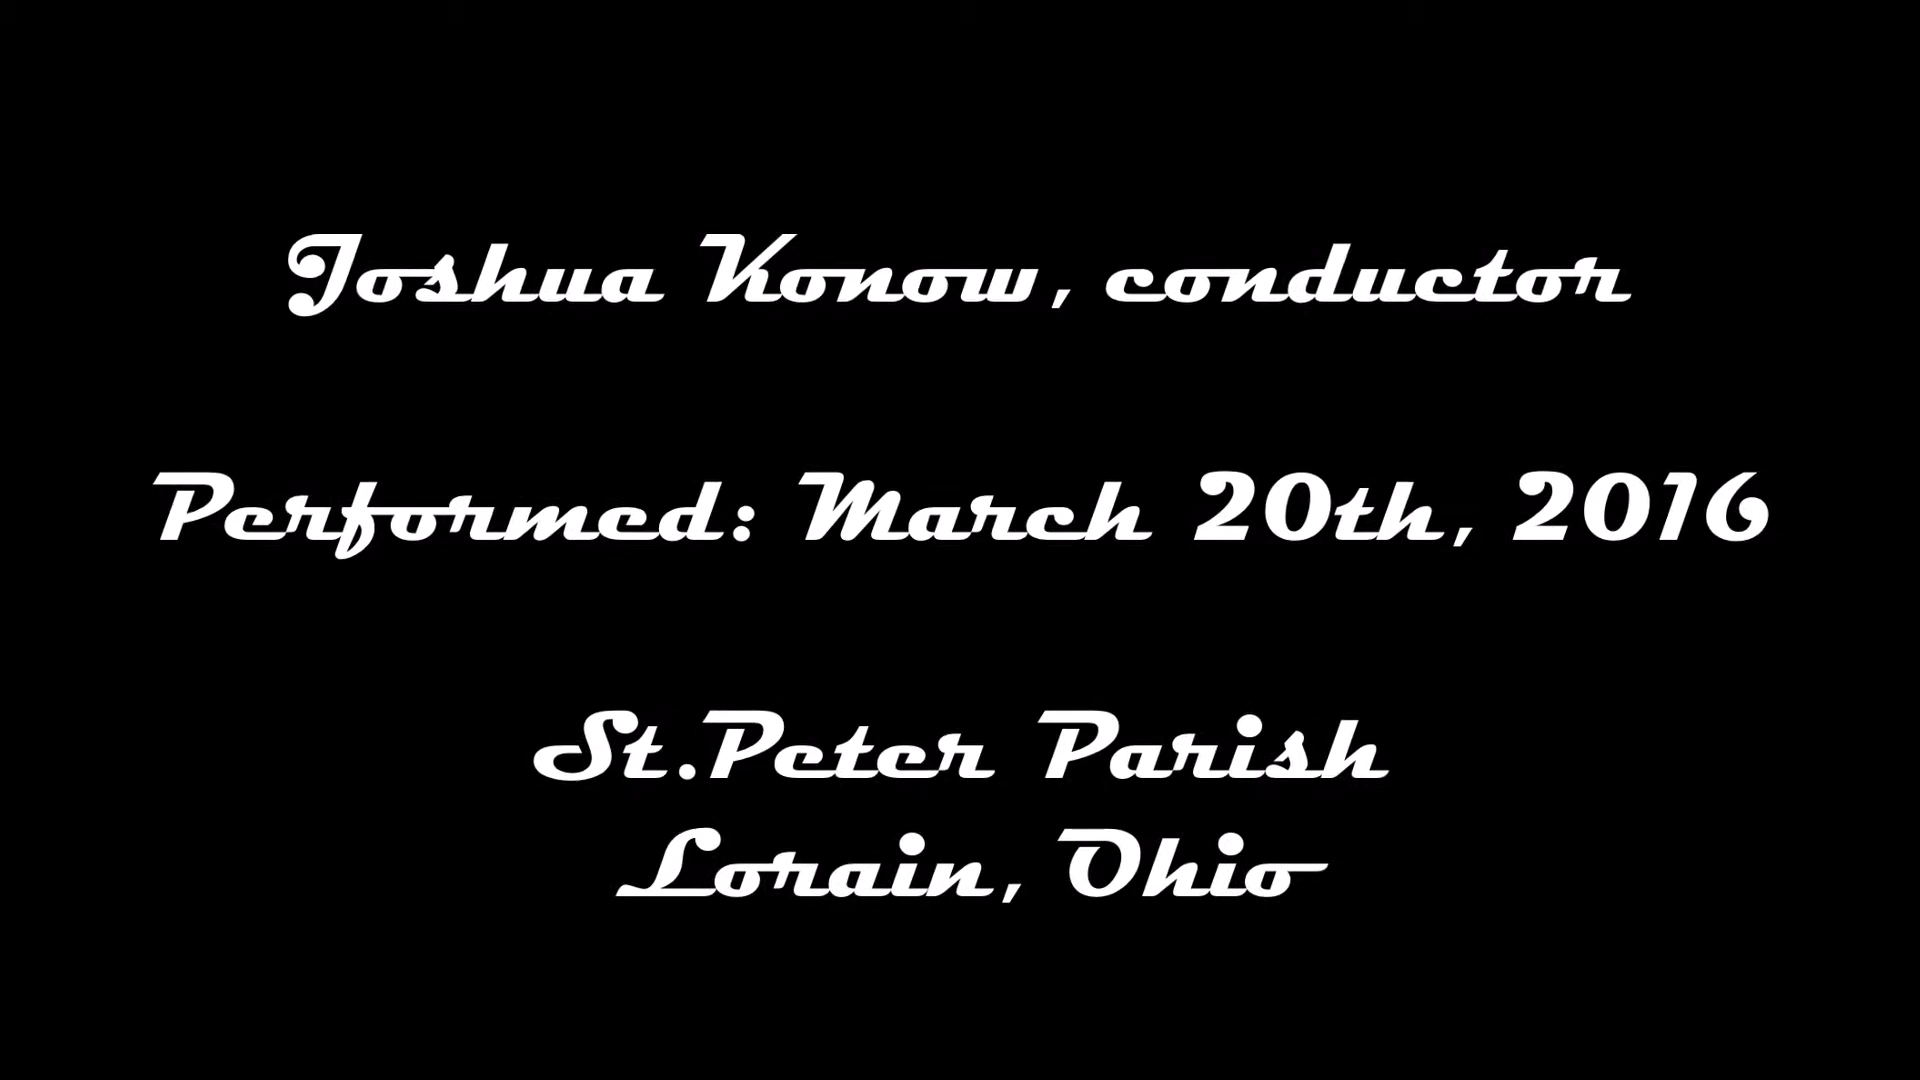 Joshua Konow, conductor
Performed: March 20th, 2016
St.Peter Parish
Lorain, Ohio